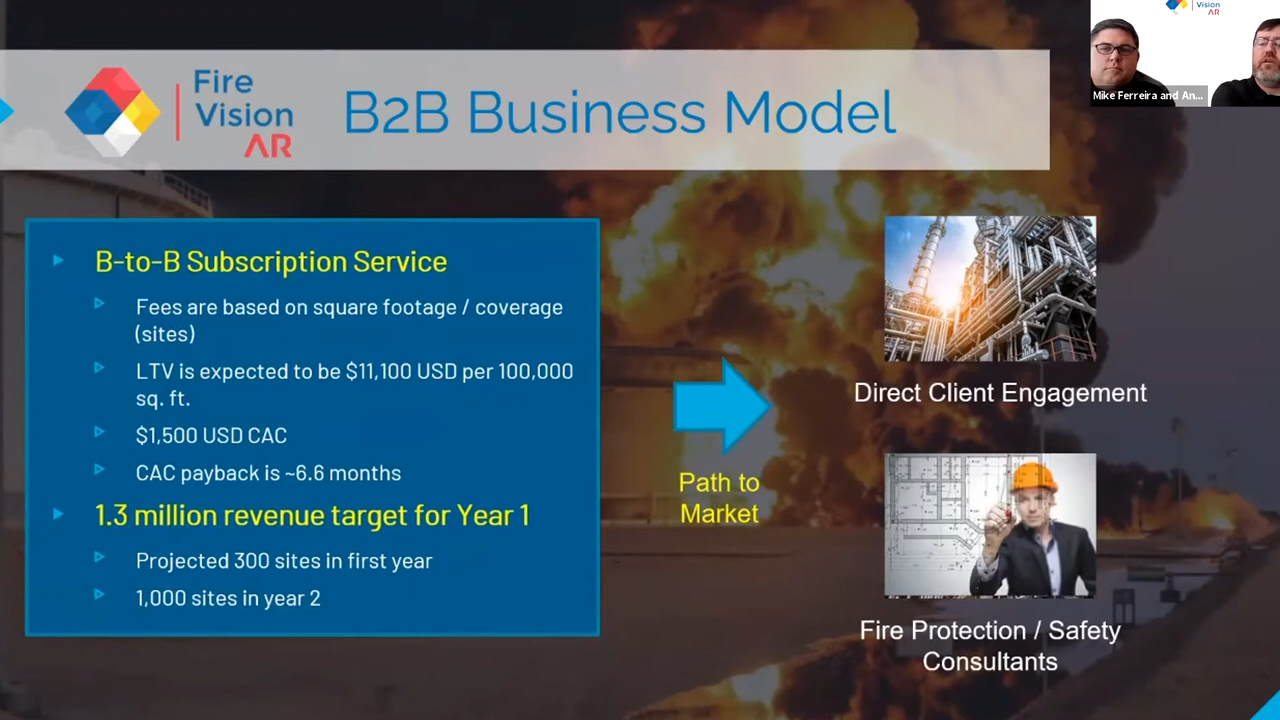 Fire
Vision
AR
B2B Business Model
Vision
AR
Mike Ferreira and An...
B-to-B Subscription Service
Fees are based on square footage / coverage
(sites)
LTV is expected to be $11,100 USD per 100,000
sq. ft.
$1,500 USD CAC
CAC payback is ~6.6 months
1.3 million revenue target for Year 1
Projected 300 sites in first year
1,000 sites in year 2
Path to
Market
Direct Client Engagement
Fire Protection / Safety
Consultants